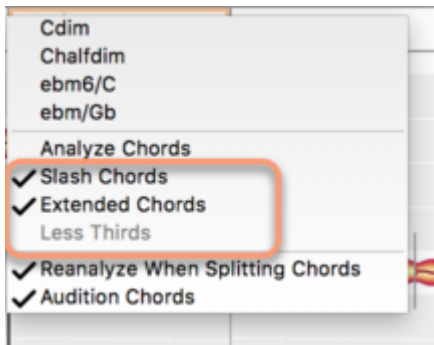 Cdim
Chalfdim
ebm6/C
ebm/Gb
Analyze Chords
Slash Chords
Extended Chords
Less Thirds
Reanalyze When Splitting Chords
Audition Chords